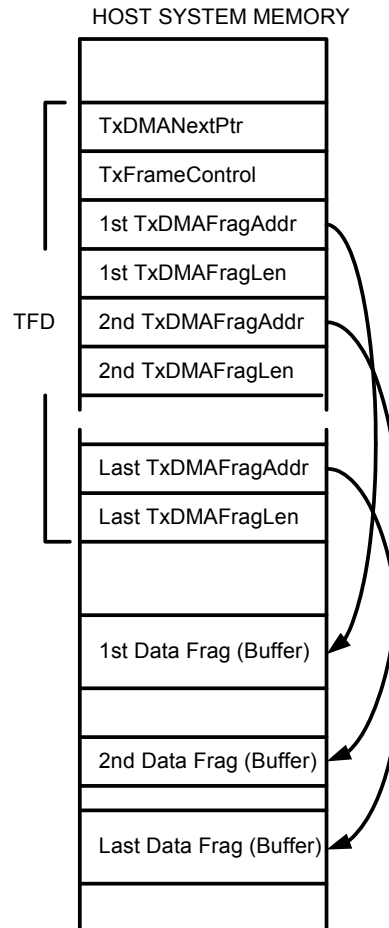 HOST SYSTEM MEMORY
TxDMANextPtr
TxFrameControl
1st TxDMAFragAddr
1st TxDMAFragLen
TFD
2nd TxDMAFragAddr
2nd TxDMAFragLen
Last TxDMAFragAddr
Last TxDMAFragLen
1st Data Frag (Buffer)
2nd Data Frag (Buffer)
Last Data Frag (Buffer)